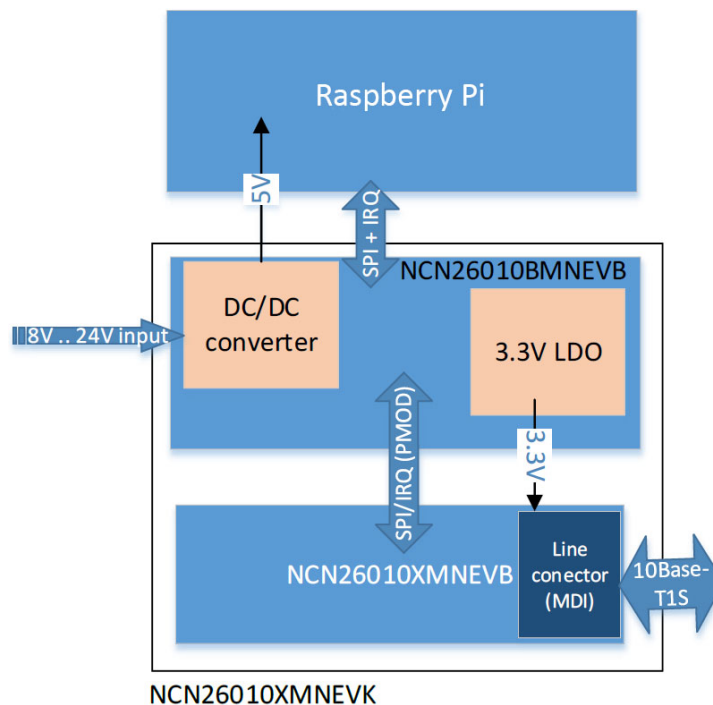 Raspberry Pi
5V
SPI + IRQ
NCN26010BMNEVB
DC/DC
converter
8V .. 24V input
3.3V LDO
SPI/IRQ (PMOD)
3.3V
NCN26010XMNEVB
Line
conector
(MDI)
10Base-
T1S
NCN26010XMNEVK